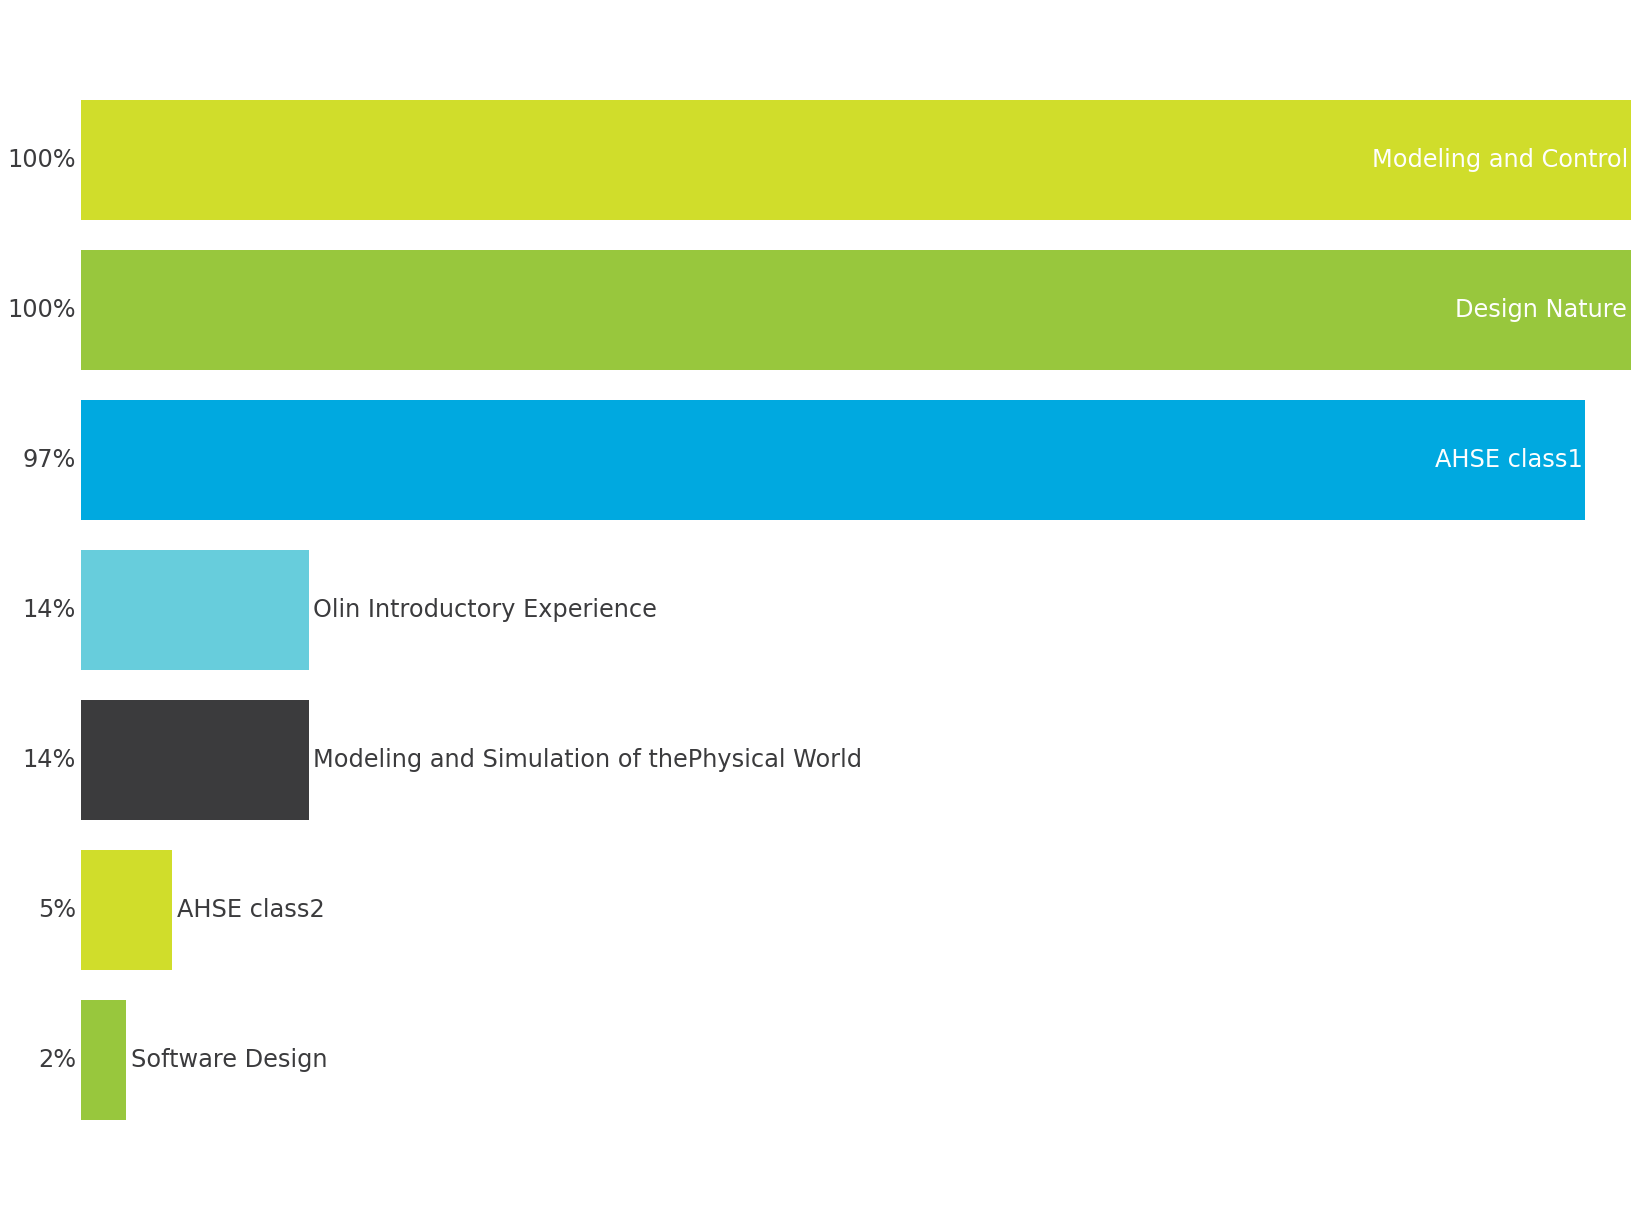 100% Modeling and Control
100% Design Nature
97% AHSE class1
14% Olin Introductory Experience
14% Modeling and Simulation of thePhysical World
5% AHSE class2
2% Software Design